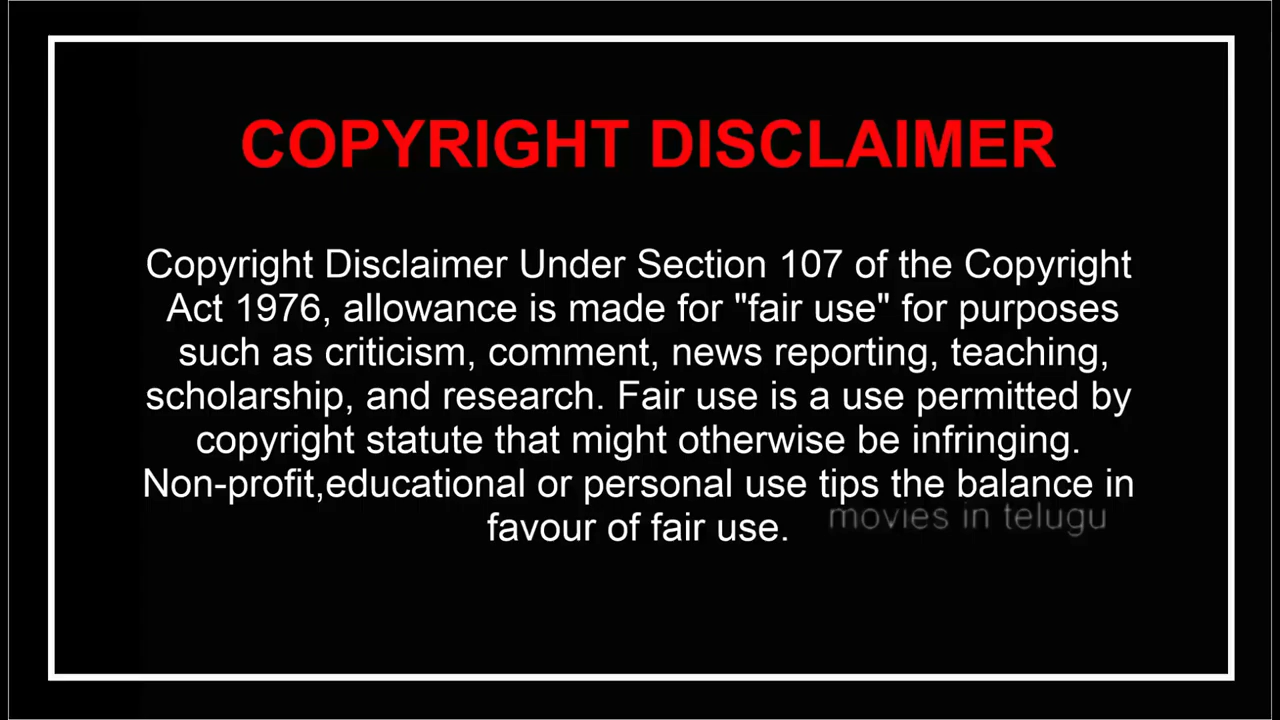 COPYRIGHT DISCLAIMER
Copyright Disclaimer Under Section 107 of the Copyright
Act 1976, allowance is made for "fair use" for purposes
such as criticism, comment, news reporting, teaching,
scholarship, and research. Fair use is a use permitted by
copyright statute that might otherwise be infringing.
Non-profit,educational or personal use tips the balance in
favour of fair use.
movies in telugu